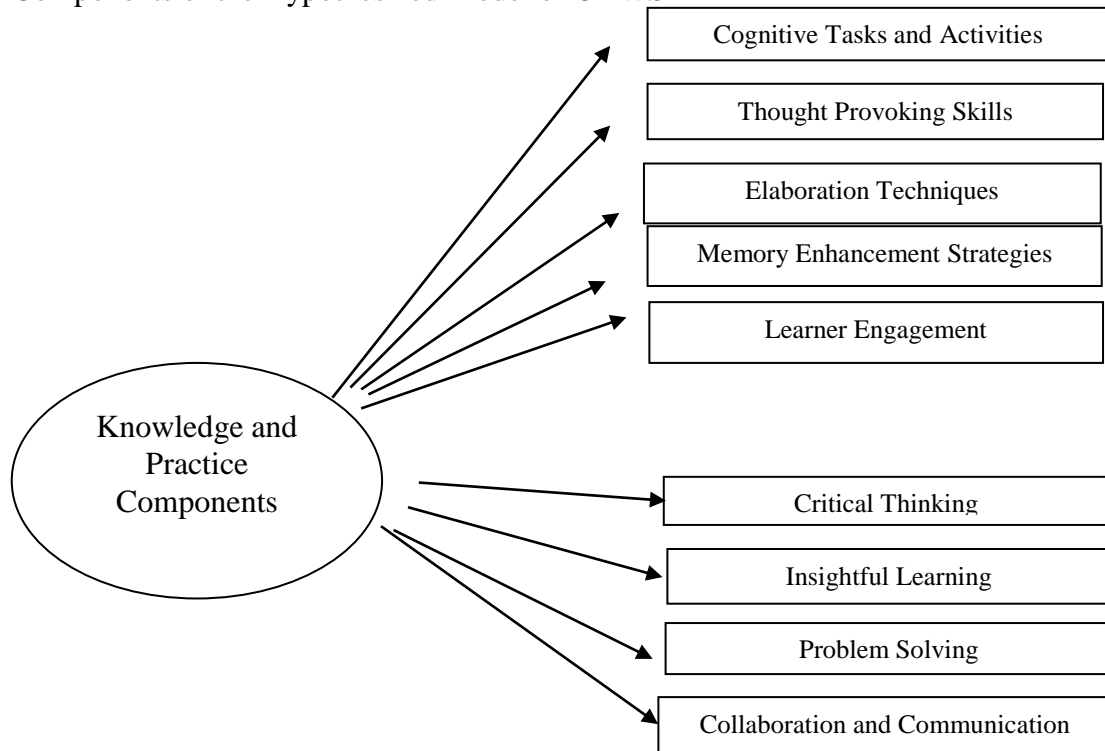 Cognitive Tasks and Activities
Thought Provoking Skills
Elaboration Techniques
Memory Enhancement Strategies
Learner Engagement
Knowledge and
Practice
Components
Critical Thinking
Insightful Learning
Problem Solving
Collaboration and Communication